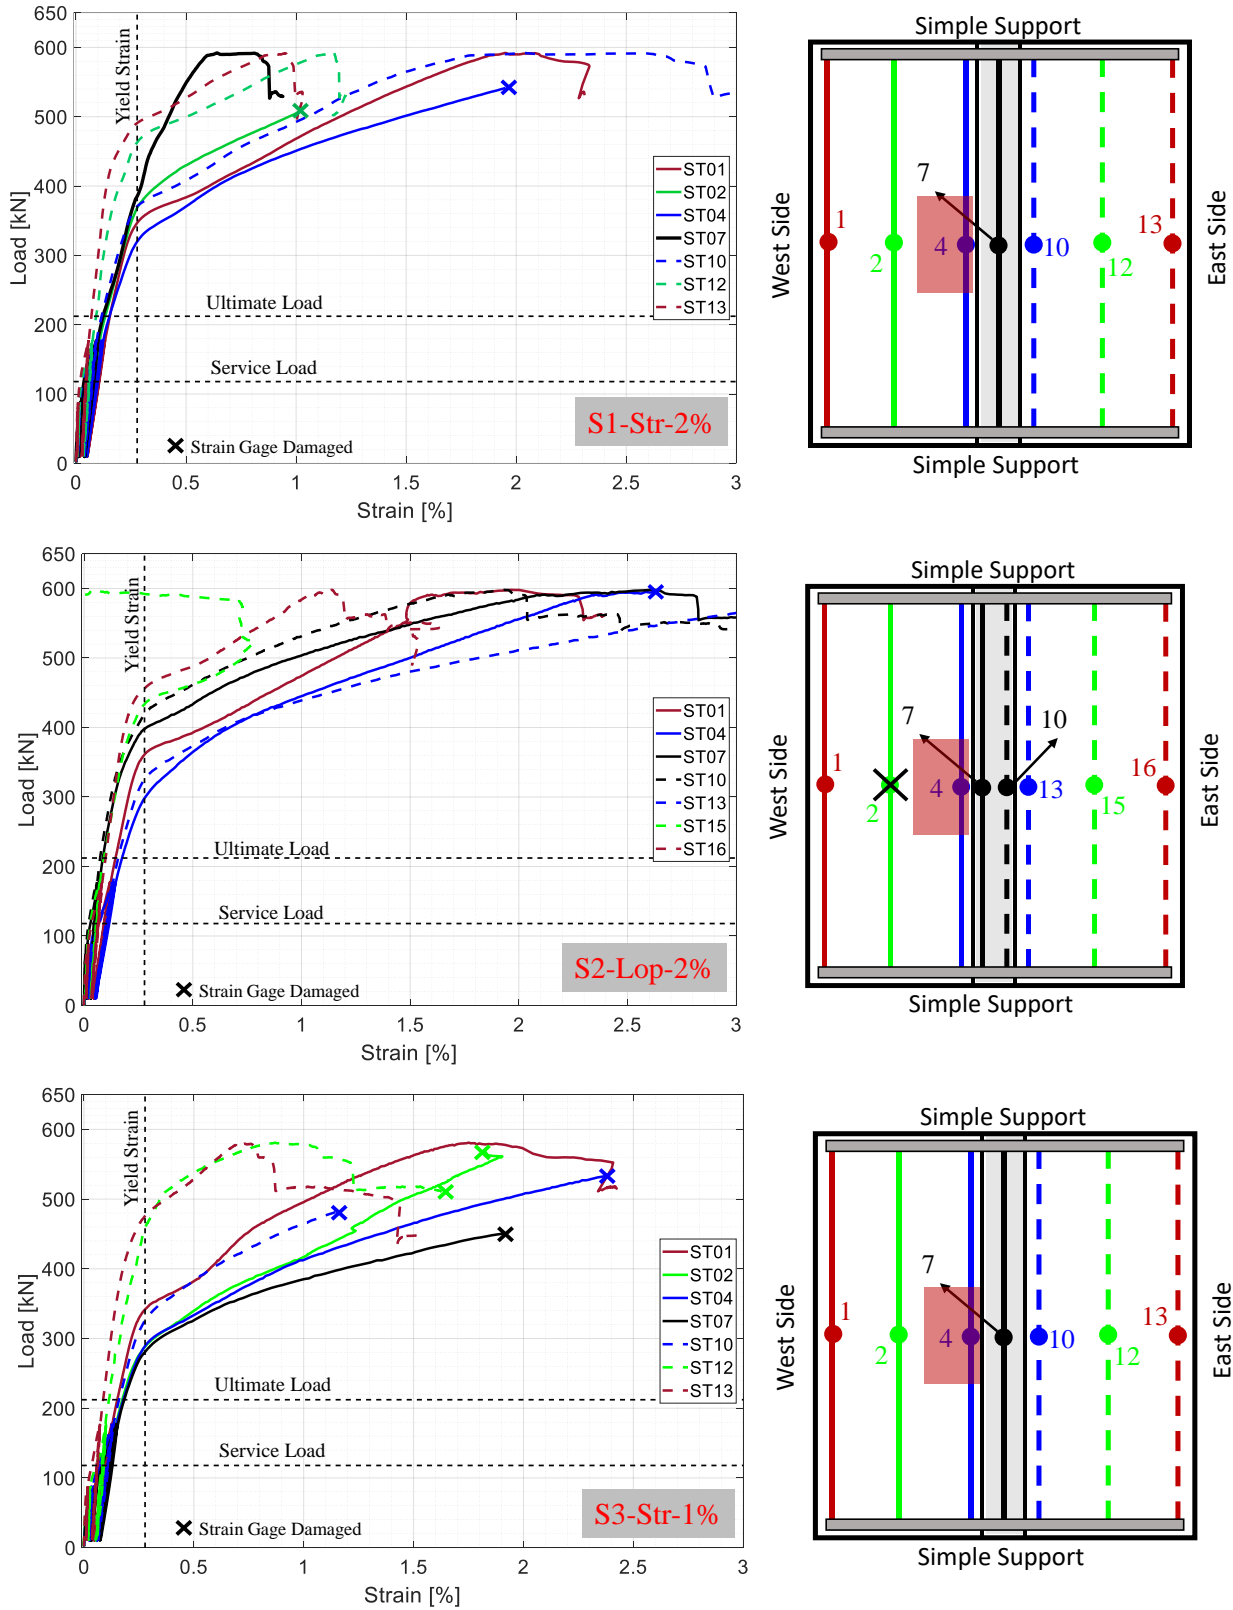 650
600
500
400
300
200
100
0
0
0.5
1
1.5
2
2.5
3
Load [kN]
Strain [%]
Yield Strain
Ultimate Load
Service Load
Strain Gage Damaged
ST01
ST02
ST04
ST07
ST10
ST12
ST13
S1-Str-2%
Simple Support
West Side
East Side
1
2
7
4
10
12
13
Simple Support
650
600
500
400
300
200
100
0
0
0.5
1
1.5
2
2.5
3
Load [kN]
Strain [%]
Yield Strain
Ultimate Load
Service Load
Strain Gage Damaged
ST01
ST04
ST07
ST10
ST13
ST15
ST16
S2-Lop-2%
Simple Support
West Side
East Side
1
2
7
4
10
13
15
16
Simple Support
650
600
500
400
300
200
100
0
0
0.5
1
1.5
2
2.5
3
Load [kN]
Strain [%]
Yield Strain
Ultimate Load
Service Load
Strain Gage Damaged
ST01
ST02
ST04
ST07
ST10
ST12
ST13
S3-Str-1%
Simple Support
West Side
East Side
1
2
7
4
10
12
13
Simple Support